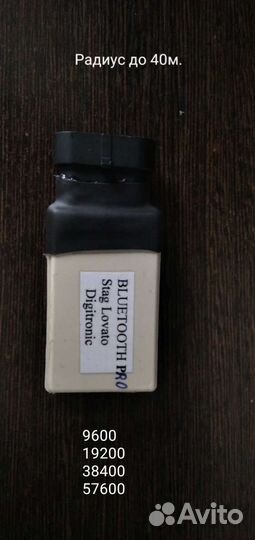 Радиус до 40м.
BLUETOOTH PRO
Stag Lovato
Digitronic
9600
19200
38400
57600
Avito